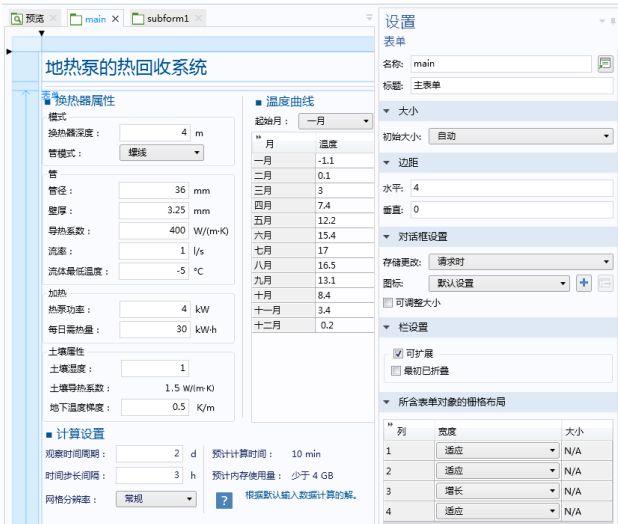 预览 main subform1
地热泵的热回收系统
表单
换热器属性
模式
换热器深度： 4 m
管模式： 螺线
管
管径： 36 mm
壁厚： 3.25 mm
导热系数： 400 W/(m·K)
流率： 1 l/s
流体最低温度： -5 °C
加热
热泵功率： 4 kW
每日需热量： 30 kW·h
土壤属性
土壤湿度： 1
土壤导热系数： 1.5 W/(m·K)
地下温度梯度： 0.5 K/m
计算设置
观察时间周期： 2 d
时间步长间隔： 3 h
网格分辨率： 常规
预计计算时间： 10 min
预计内存使用量： 少于 4 GB
? 根据默认输入数据计算的解。
温度曲线
起始月： 一月
月 温度
一月 -1.1
二月 0.1
三月 3
四月 7.4
五月 12.2
六月 15.4
七月 17
八月 16.5
九月 13.1
十月 8.4
十一月 3.4
十二月 0.2
设置
表单
名称: main
标题: 主表单
大小
初始大小: 自动
边距
水平: 4
垂直: 0
对话框设置
存储更改: 请求时
图标: 默认设置
可调整大小
栏设置
可扩展
最初已折叠
所含表单对象的栅格布局
列 宽度 大小
1 适应 N/A
2 适应 N/A
3 增长 N/A
4 适应 N/A